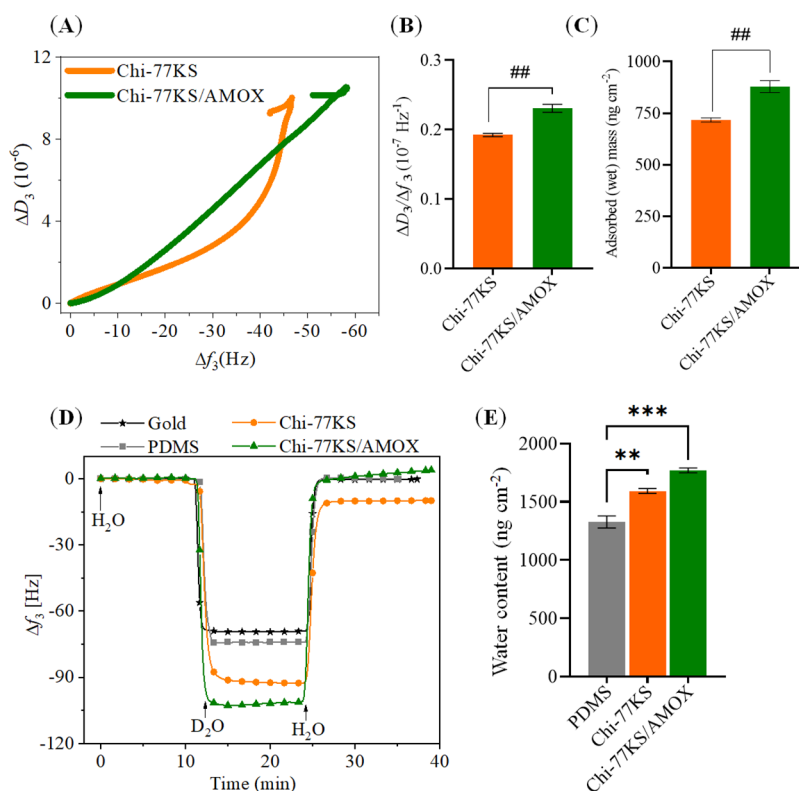 (A)
Chi-77KS
Chi-77KS/AMOX
12
8
4
0
ΔD₃ (10⁻⁶)
0 -10 -20 -30 -40 -50 -60
Δf₃(Hz)
(B)
##
0.3
0.2
0.1
0.0
ΔD₃/Δf₃ (10⁻⁷ Hz⁻¹)
Chi-77KS
Chi-77KS/AMOX
(C)
##
1000
750
500
250
0
Adsorbed (wet) mass (ng cm⁻²)
Chi-77KS
Chi-77KS/AMOX
(D)
Gold Chi-77KS
PDMS Chi-77KS/AMOX
0
-30
-60
-90
-120
Δf₃ [Hz]
H₂O
D₂O
H₂O
0 10 20 30 40
Time (min)
(E)
***
**
2000
1500
1000
500
0
Water content (ng cm⁻²)
PDMS
Chi-77KS
Chi-77KS/AMOX